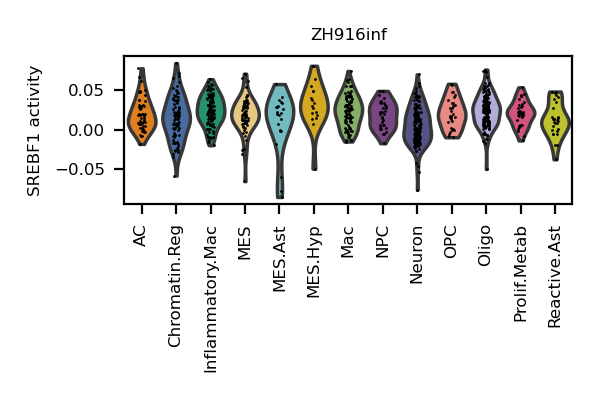 ZH916inf
SREBF1 activity
0.05
0.00
−0.05
AC
Chromatin.Reg
Inflammatory.Mac
MES
MES.Ast
MES.Hyp
Mac
NPC
Neuron
OPC
Oligo
Prolif.Metab
Reactive.Ast